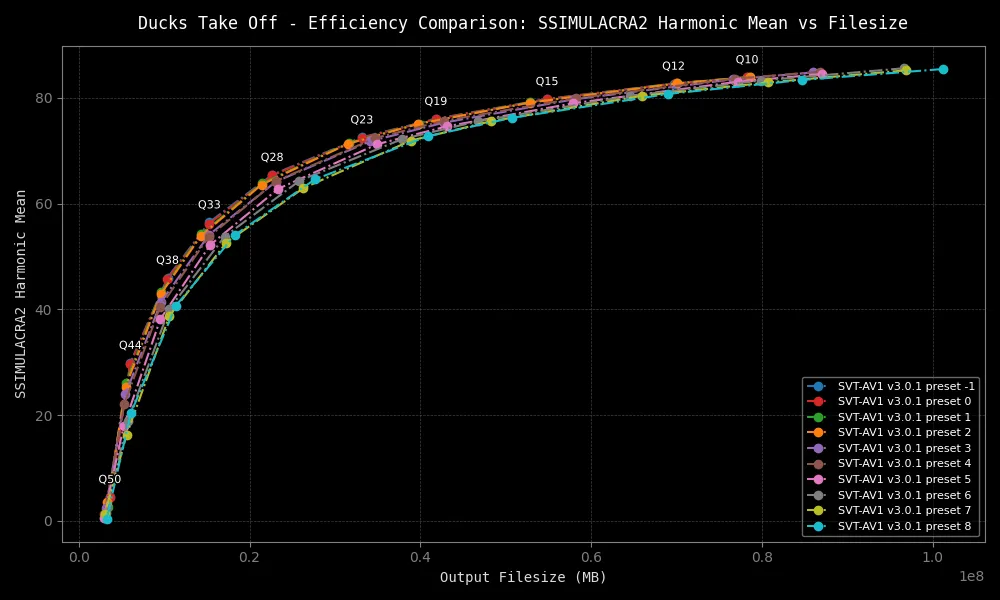 Ducks Take Off - Efficiency Comparison: SSIMULACRA2 Harmonic Mean vs Filesize
Q10
Q12
Q15
Q19
Q23
Q28
Q33
Q38
Q44
Q50
80
60
40
20
0
SSIMULACRA2 Harmonic Mean
SVT-AV1 v3.0.1 preset -1
SVT-AV1 v3.0.1 preset 0
SVT-AV1 v3.0.1 preset 1
SVT-AV1 v3.0.1 preset 2
SVT-AV1 v3.0.1 preset 3
SVT-AV1 v3.0.1 preset 4
SVT-AV1 v3.0.1 preset 5
SVT-AV1 v3.0.1 preset 6
SVT-AV1 v3.0.1 preset 7
SVT-AV1 v3.0.1 preset 8
0.0 0.2 0.4 0.6 0.8 1.0
1e8
Output Filesize (MB)